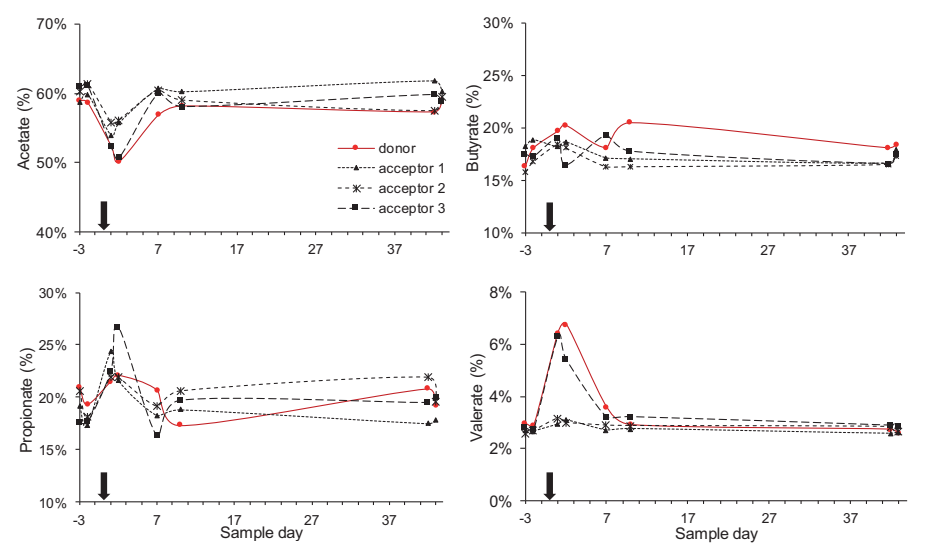 70%
60%
50%
40%
Acetate (%)
donor
acceptor 1
acceptor 2
acceptor 3
-3 7 17 27 37
30%
25%
20%
15%
10%
Butyrate (%)
-3 7 17 27 37
30%
25%
20%
15%
10%
Propionate (%)
-3 7 17 27 37
Sample day
8%
6%
4%
2%
0%
Valerate (%)
-3 7 17 27 37
Sample day